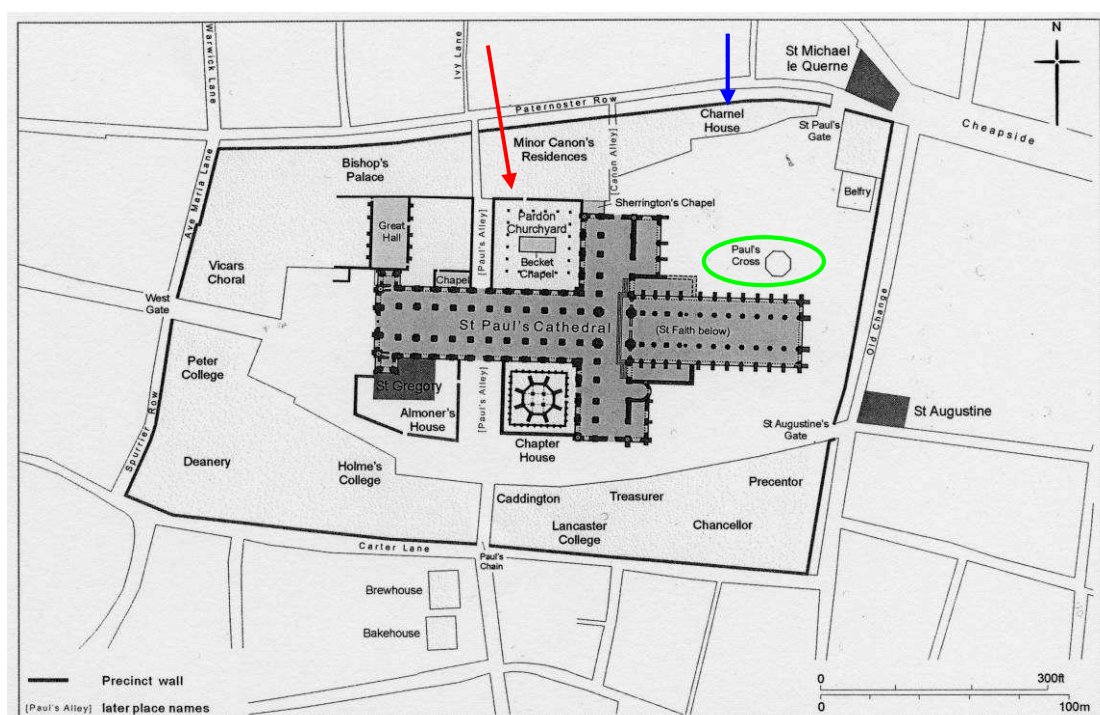 Warwick Lane
Ivy Lane
St Michael
le Querne
N
Paternoster Row
Charnel
House
St Paul's
Gate
Cheapside
Minor Canon's
Residences
[Canon Alley]
Bishop's
Palace
Ave Maria Lane
Belfry
Sherrington's Chapel
Pardon
Churchyard
Great
Hall
[Paul's Alley]
Becket
Chapel
Paul's
Cross
Vicars
Choral
Chapel
West
Gate
Old Change
St Paul's Cathedral
(St Faith below)
Peter
College
St Gregory
Almoner's
House
[Paul's Alley]
St Augustine
St Augustine's
Gate
Chapter
House
Spurrier Row
Deanery
Holme's
College
Caddington
Treasurer
Precentor
Lancaster
College
Chancellor
Carter Lane
Paul's
Chain
Brewhouse
Bakehouse
Precinct wall
[Paul's Alley] later place names
0 300ft
0 100m